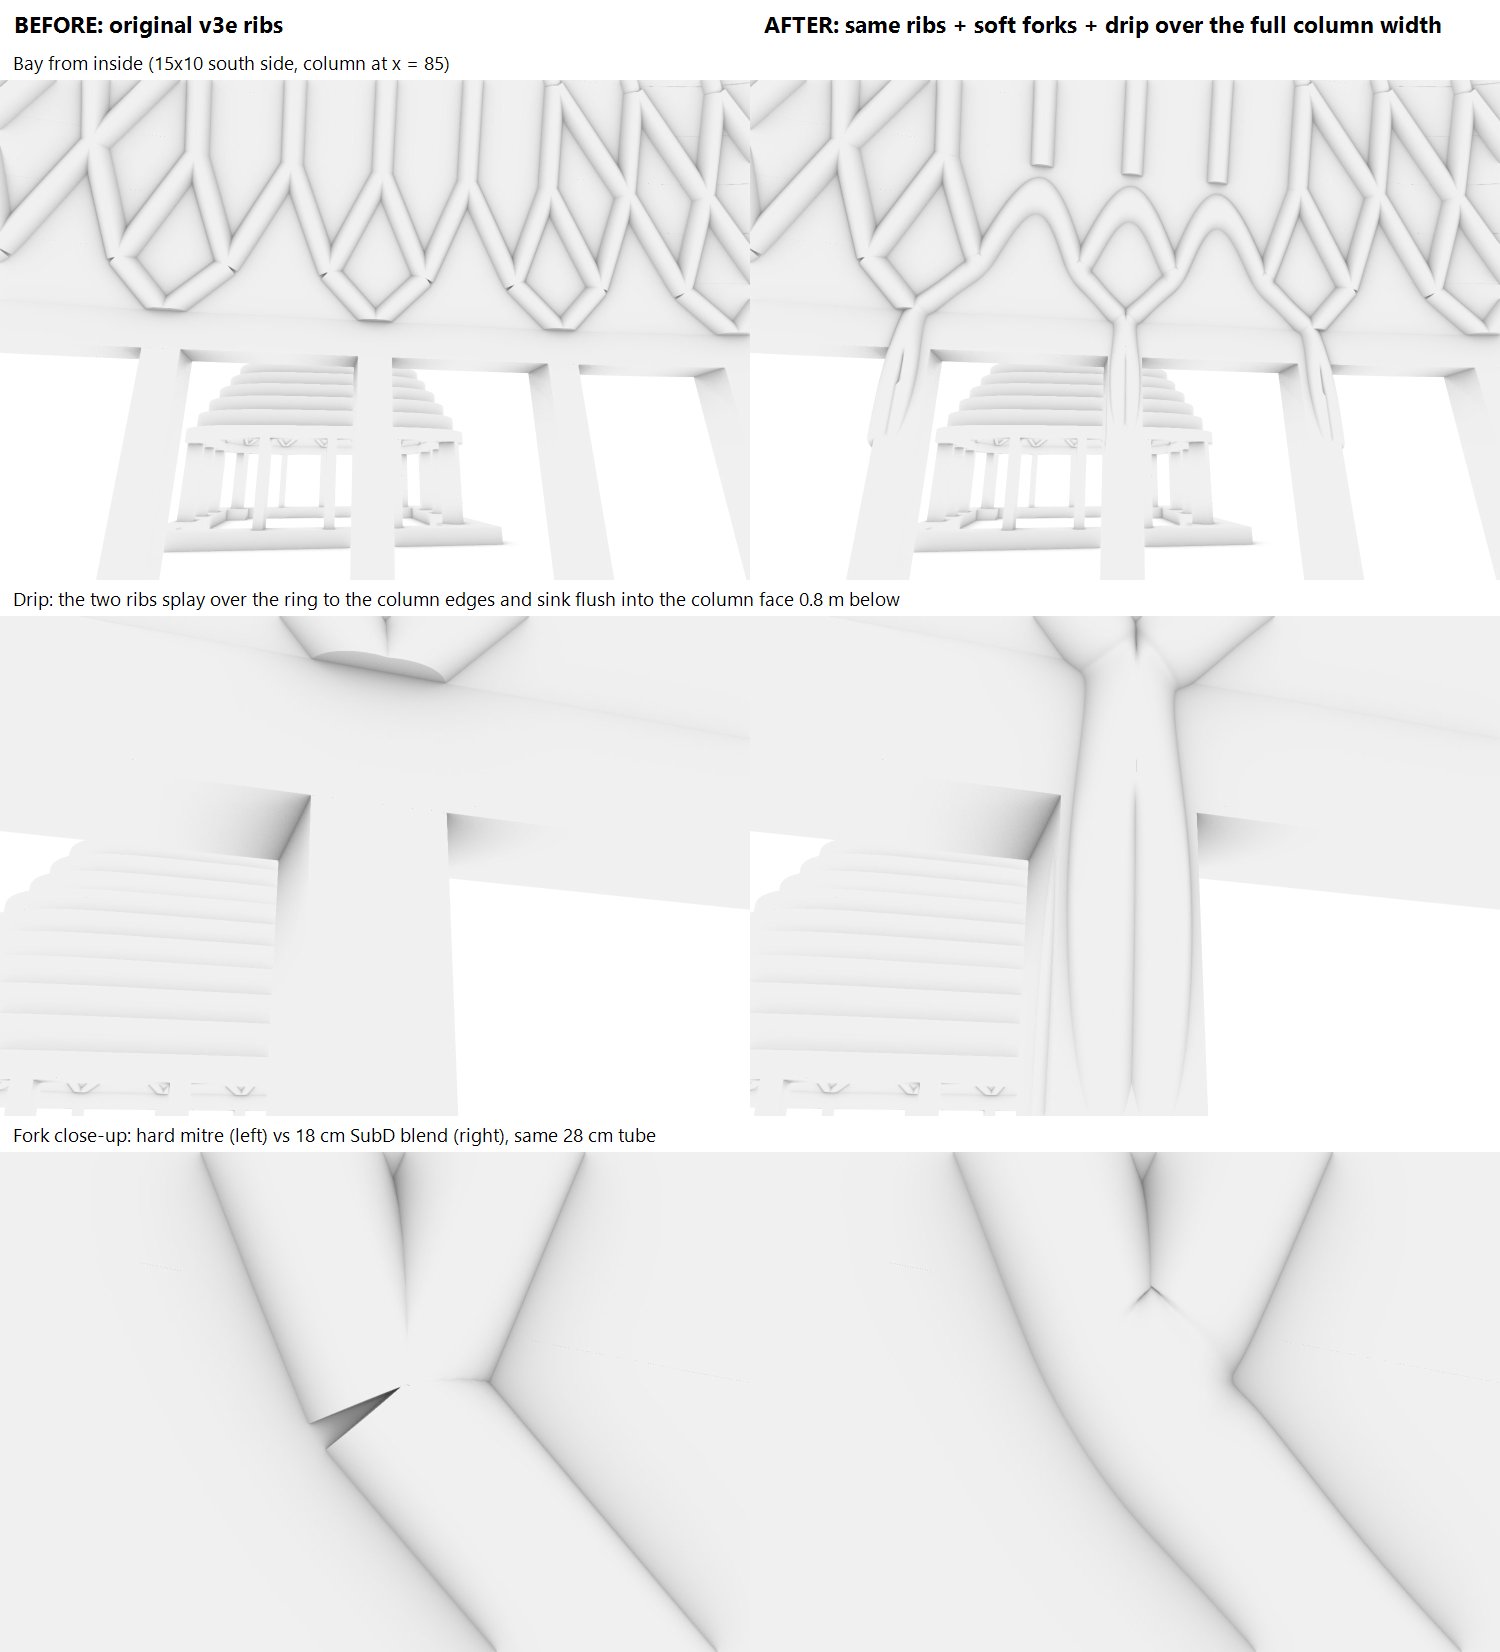 BEFORE: original v3e ribs
AFTER: same ribs + soft forks + drip over the full column width
Bay from inside (15x10 south side, column at x = 85)
Drip: the two ribs splay over the ring to the column edges and sink flush into the column face 0.8 m below
Fork close-up: hard mitre (left) vs 18 cm SubD blend (right), same 28 cm tube